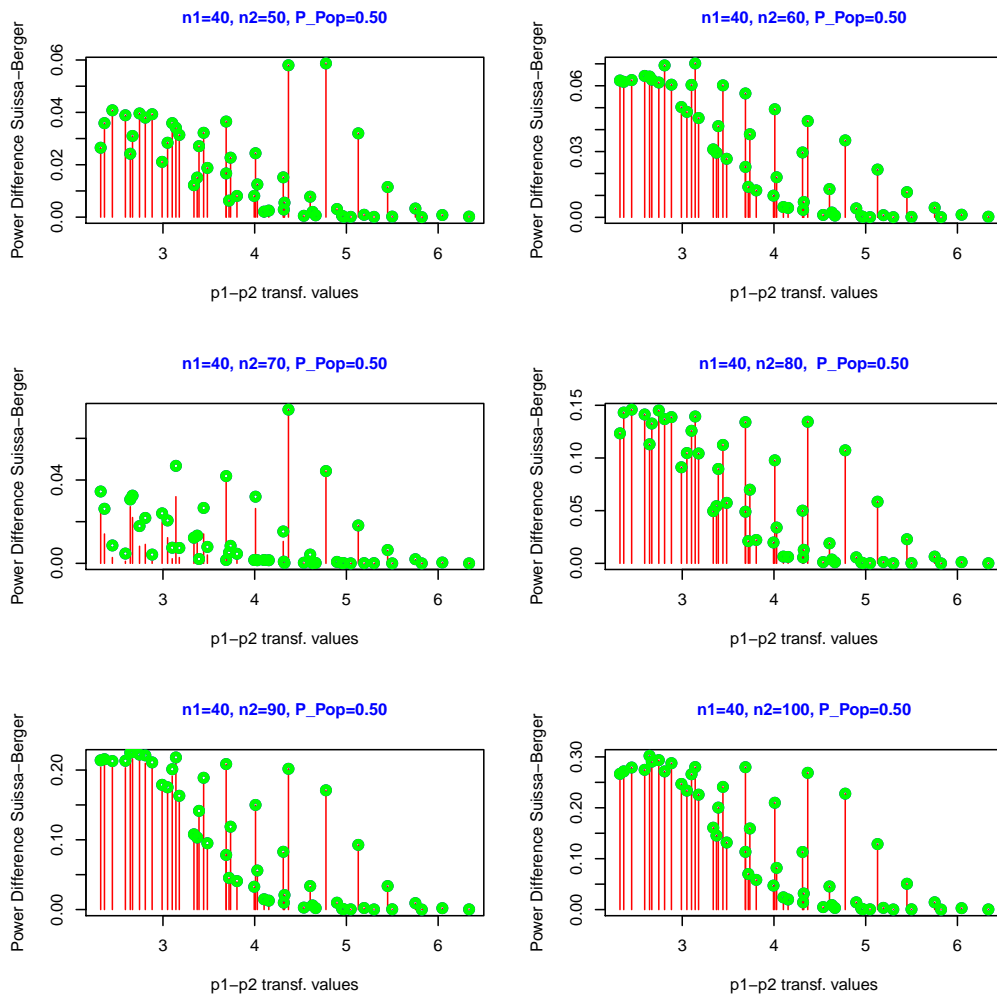 n1=40, n2=50, P_Pop=0.50
Power Difference Suissa−Berger
0.00 0.02 0.04 0.06
3 4 5 6
p1−p2 transf. values
n1=40, n2=60, P_Pop=0.50
Power Difference Suissa−Berger
0.00 0.03 0.06
3 4 5 6
p1−p2 transf. values
n1=40, n2=70, P_Pop=0.50
Power Difference Suissa−Berger
0.00 0.04
3 4 5 6
p1−p2 transf. values
n1=40, n2=80, P_Pop=0.50
Power Difference Suissa−Berger
0.00 0.05 0.10 0.15
3 4 5 6
p1−p2 transf. values
n1=40, n2=90, P_Pop=0.50
Power Difference Suissa−Berger
0.00 0.10 0.20
3 4 5 6
p1−p2 transf. values
n1=40, n2=100, P_Pop=0.50
Power Difference Suissa−Berger
0.00 0.10 0.20 0.30
3 4 5 6
p1−p2 transf. values